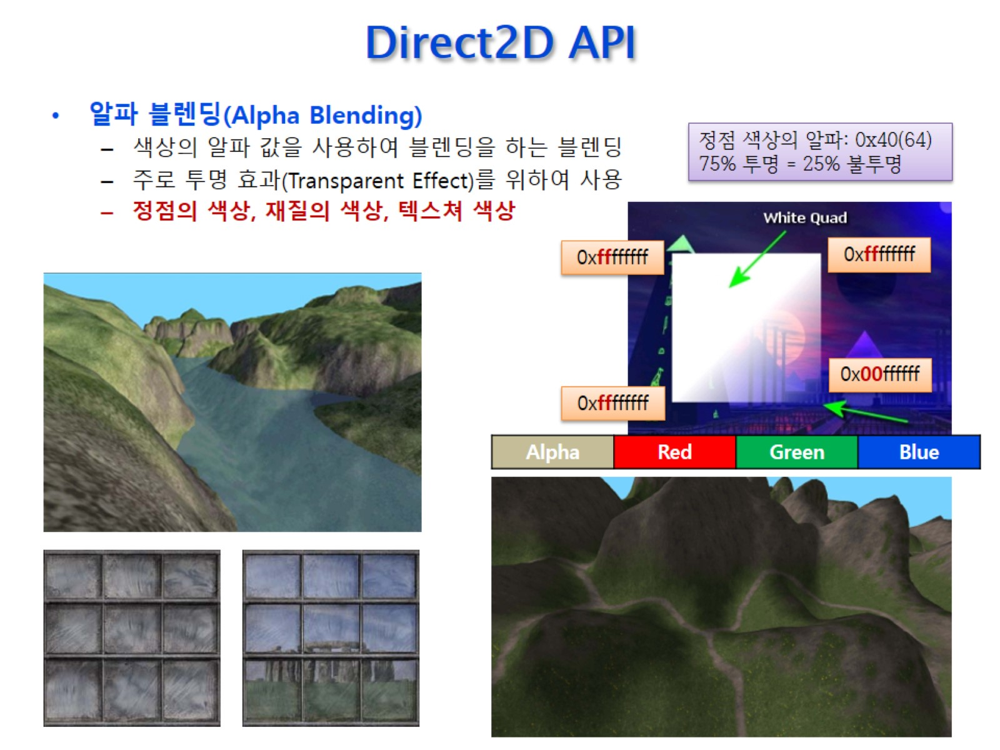 Direct2D API
• 알파 블렌딩(Alpha Blending)
– 색상의 알파 값을 사용하여 블렌딩을 하는 블렌딩
– 주로 투명 효과(Transparent Effect)를 위하여 사용
– 정점의 색상, 재질의 색상, 텍스쳐 색상
정점 색상의 알파: 0x40(64)
75% 투명 = 25% 불투명
White Quad
0xffffffff
0xffffffff
0x00ffffff
0xffffffff
Alpha Red Green Blue